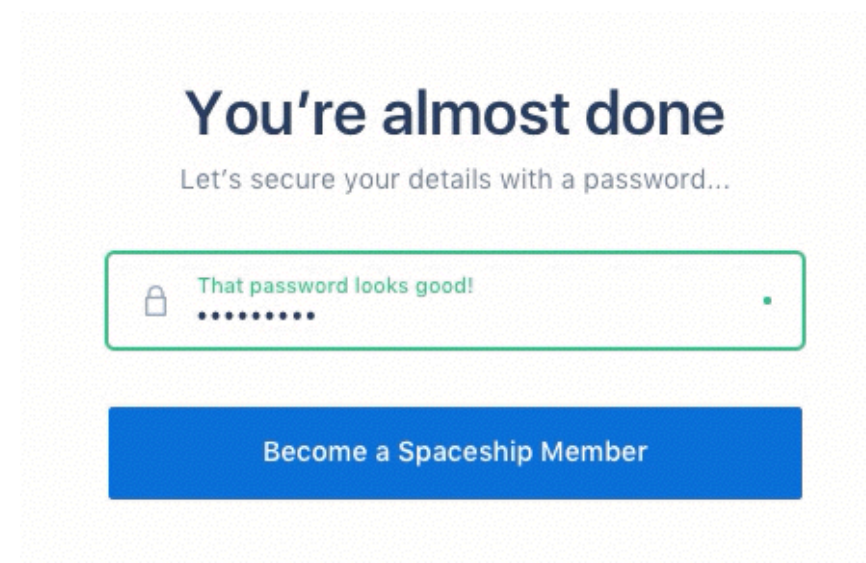 You're almost done
Let's secure your details with a password...
That password looks good!
•••••••••
Become a Spaceship Member